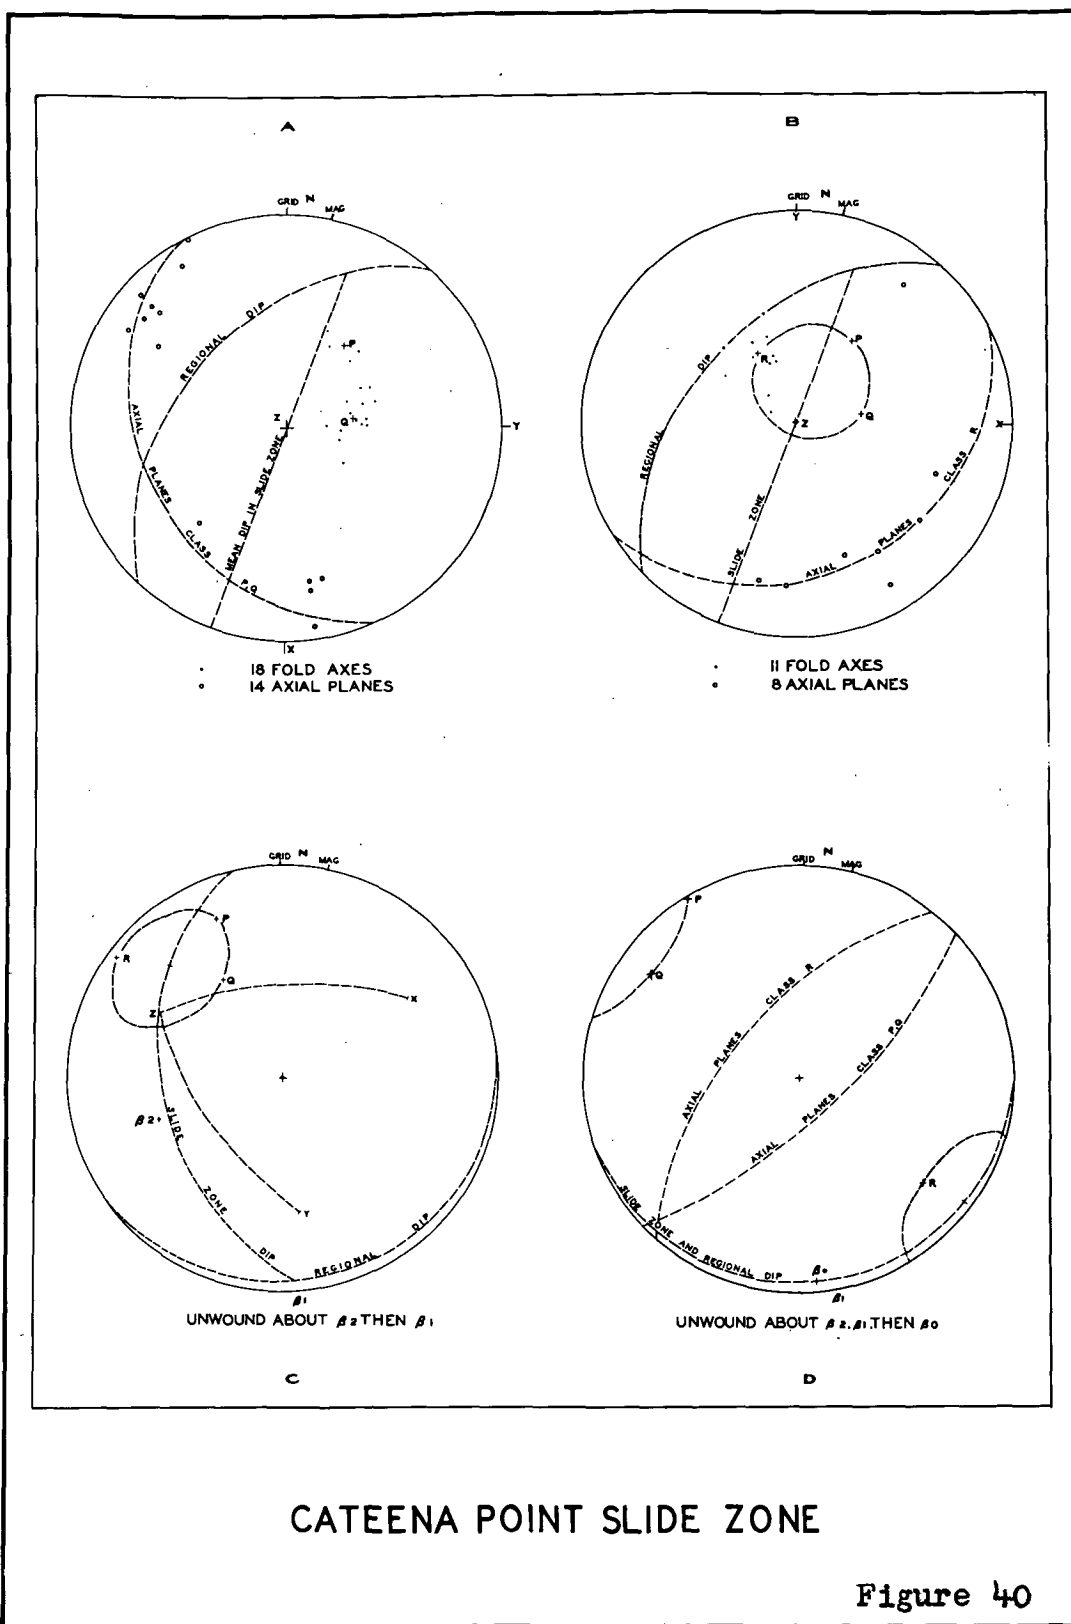 A
GRID N MAG
REGIONAL DIP
P
Z
Q
Y
AXIAL PLANES CLASS P,Q
MEAN DIP IN SLIDE ZONE
X
18 FOLD AXES
14 AXIAL PLANES
B
GRID N MAG
Y
REGIONAL DIP
P
R
Q
Z
X
SLIDE ZONE
AXIAL PLANES CLASS R
11 FOLD AXES
8 AXIAL PLANES
GRID N MAG
P
R
Q
Z
X
β2
SLIDE ZONE DIP
Y
REGIONAL DIP
β1
UNWOUND ABOUT β2 THEN β1
C
GRID N MAG
P
Q
AXIAL PLANES CLASS R
AXIAL PLANES CLASS P,Q
R
SLIDE ZONE AND REGIONAL DIP
β0
β1
UNWOUND ABOUT β2,β1,THEN β0
D
CATEENA POINT SLIDE ZONE
Figure 40